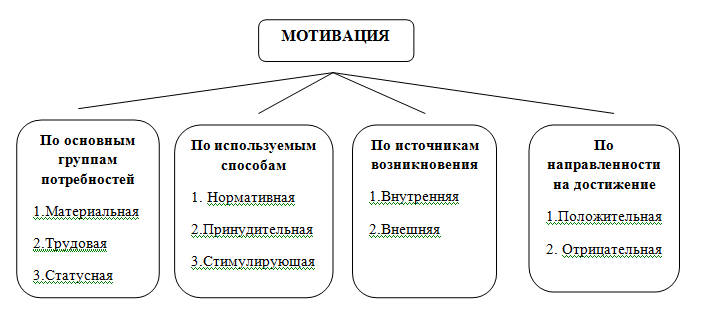 МОТИВАЦИЯ
По основным
группам
потребностей
1.Материальная
2.Трудовая
3.Статусная
По используемым
способам
1. Нормативная
2.Принудительная
3.Стимулирующая
По источникам
возникновения
1.Внутренняя
2.Внешняя
По
направленности
на достижение
1.Положительная
2. Отрицательная